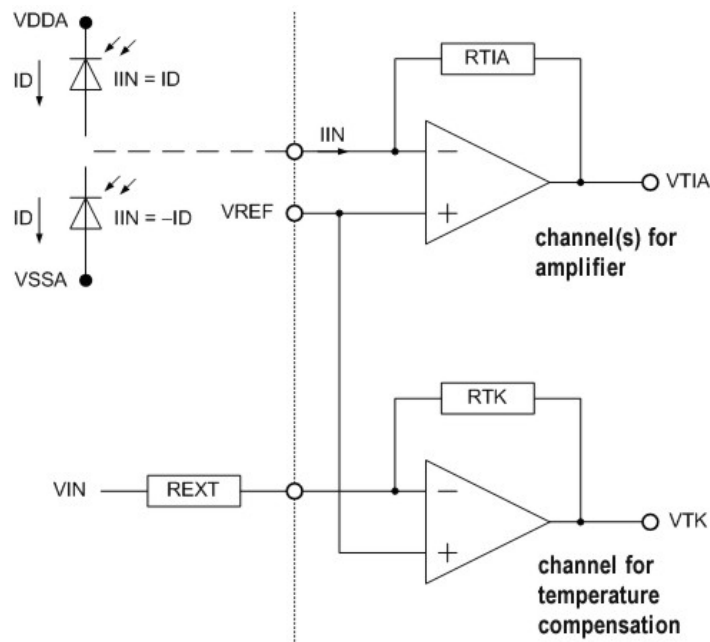 VDDA
ID
IIN = ID
RTIA
IIN
−
VTIA
ID
IIN = −ID
VREF
+
channel(s) for
amplifier
VSSA
RTK
VIN
REXT
−
VTK
+
channel for
temperature
compensation